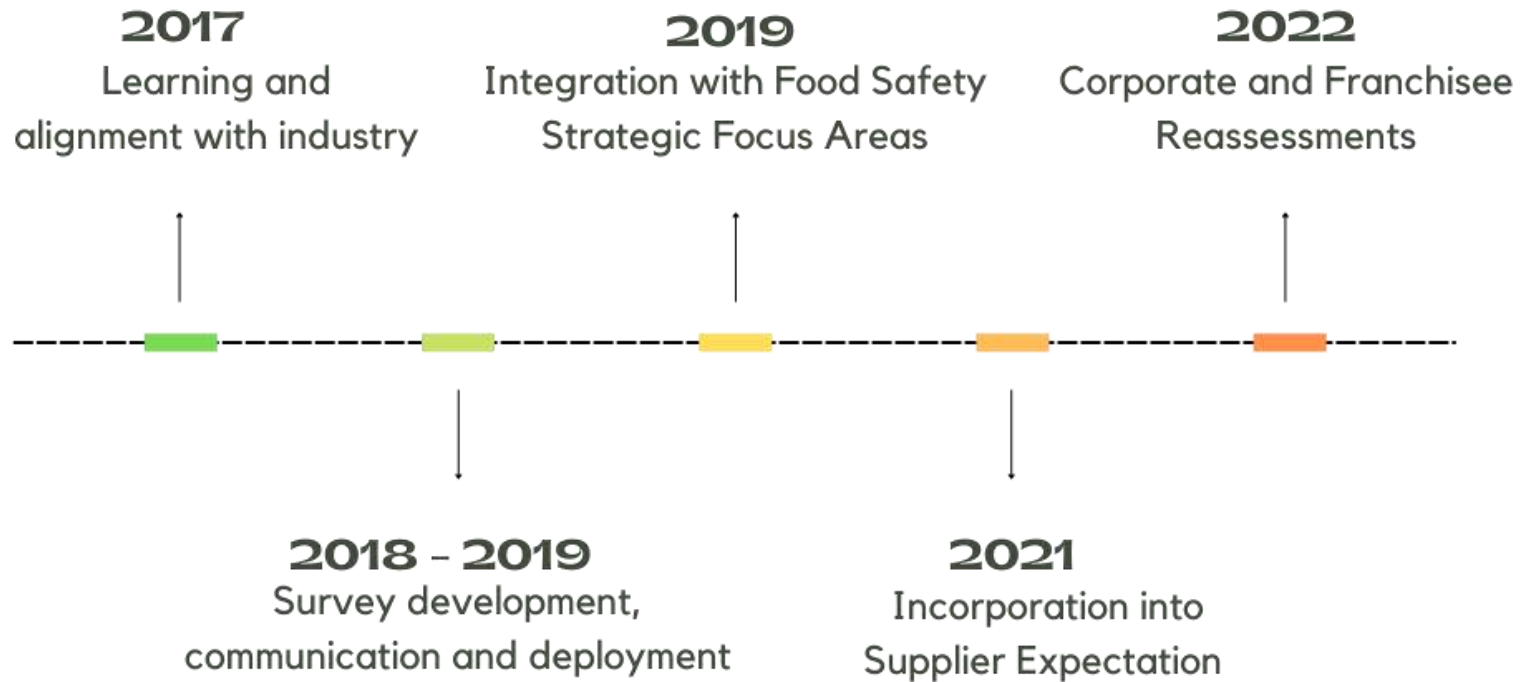 2017
Learning and
alignment with industry
2019
Integration with Food Safety
Strategic Focus Areas
2022
Corporate and Franchisee
Reassessments
2018 - 2019
Survey development,
communication and deployment
2021
Incorporation into
Supplier Expectation